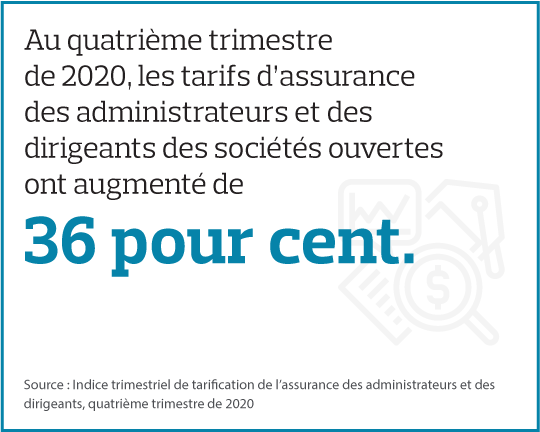 Au quatrième trimestre
de 2020, les tarifs d’assurance
des administrateurs et des
dirigeants des sociétés ouvertes
ont augmenté de
36 pour cent.
$
Source : Indice trimestriel de tarification de l’assurance des administrateurs et des
dirigeants, quatrième trimestre de 2020